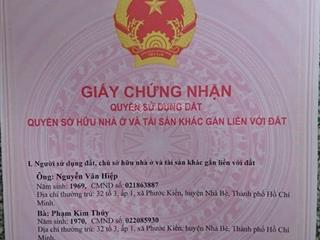 GIẤY CHỨNG NHẬN
QUYỀN SỬ DỤNG ĐẤT
QUYỀN SỞ HỮU NHÀ Ở VÀ TÀI SẢN KHÁC GẮN LIỀN VỚI ĐẤT
I. Người sử dụng đất, chủ sở hữu nhà ở và tài sản khác gắn liền với đất
Ông: Nguyễn Văn Hiệp
Năm sinh: 1969, CMND số: 021863887
Địa chỉ thường trú: 32 tổ 3, ấp 1, xã Phước Kiển, huyện Nhà Bè, Thành phố Hồ Chí
Minh.
Bà: Phạm Kim Thúy
Năm sinh: 1970, CMND số: 022085930
Địa chỉ thường trú: 32 tổ 3, ấp 1, xã Phước Kiển, huyện Nhà Bè, Thành phố Hồ Chí
Minh.